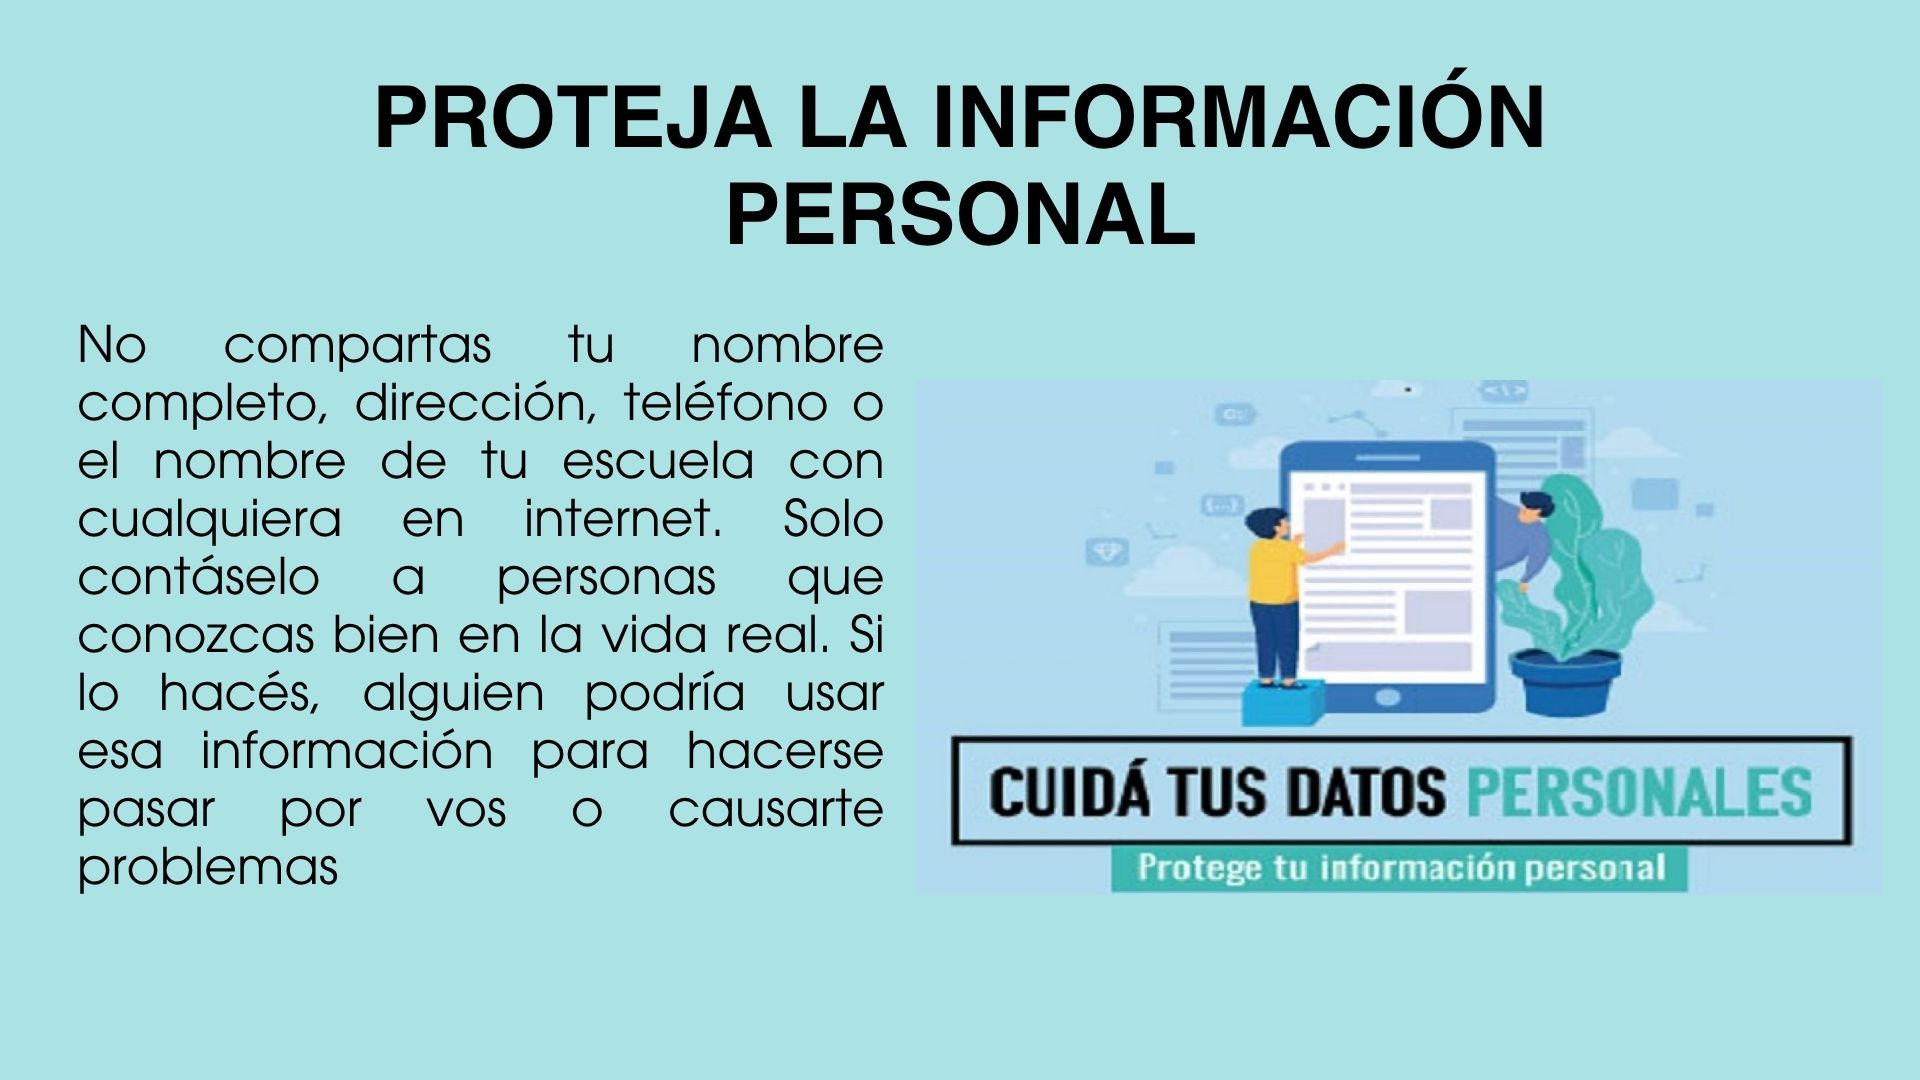 PROTEJA LA INFORMACIÓN
PERSONAL
No compartas tu nombre
completo, dirección, teléfono o
el nombre de tu escuela con
cualquiera en internet. Solo
contáselo a personas que
conozcas bien en la vida real. Si
lo hacés, alguien podría usar
esa información para hacerse
pasar por vos o causarte
problemas
CUIDÁ TUS DATOS PERSONALES
Protege tu información personal